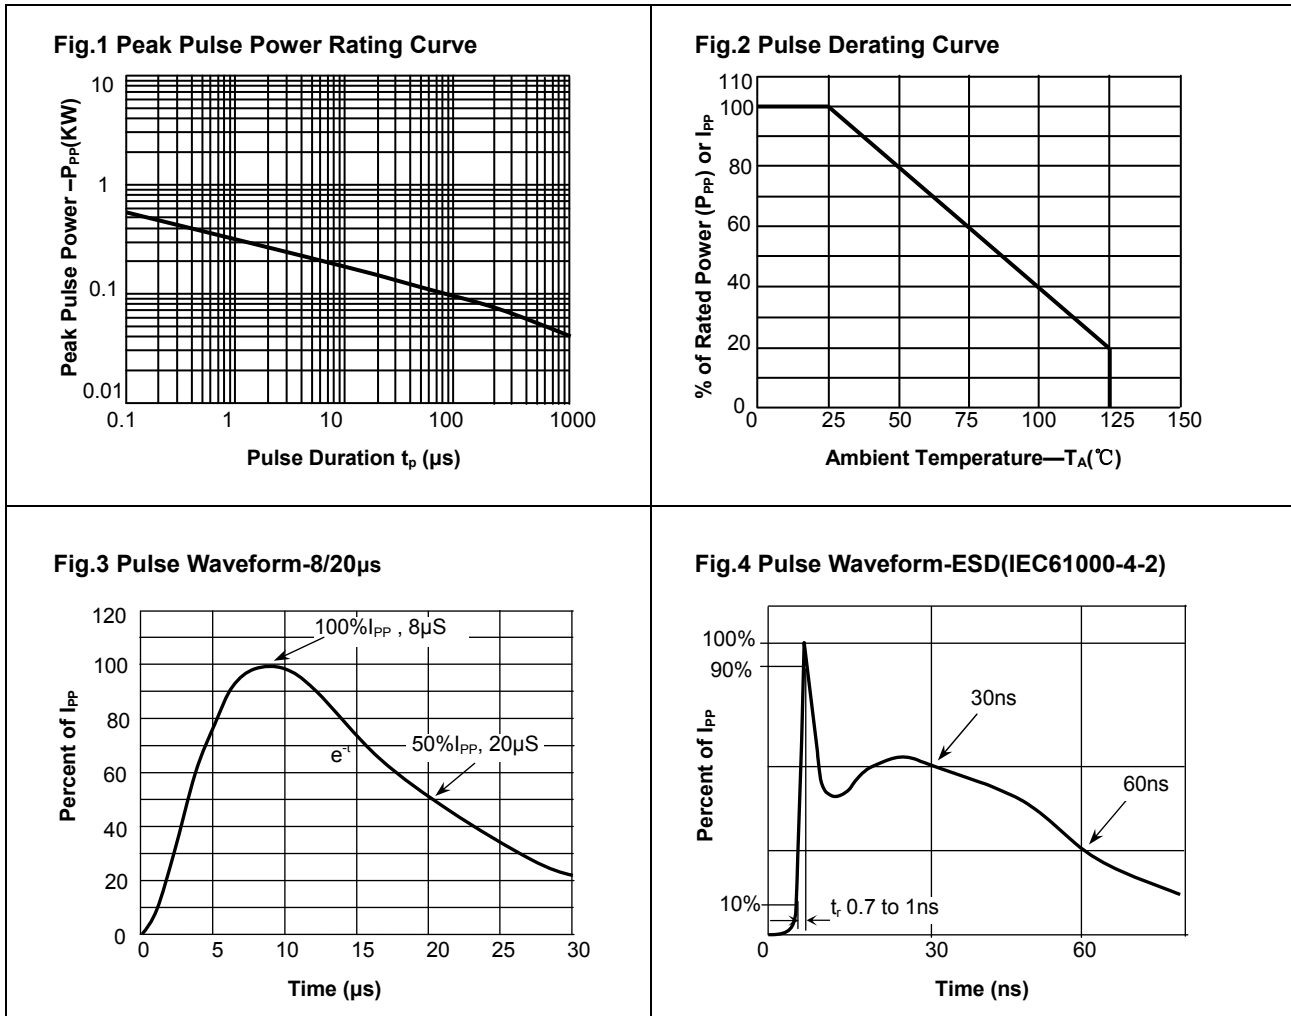 Fig.1 Peak Pulse Power Rating Curve
Peak Pulse Power –PPP(KW)
10
1
0.1
0.01
0.1 1 10 100 1000
Pulse Duration tp (µs)
Fig.2 Pulse Derating Curve
% of Rated Power (PPP) or IPP
110
100
80
60
40
20
0
0 25 50 75 100 125 150
Ambient Temperature—TA(℃)
Fig.3 Pulse Waveform-8/20µs
Percent of IPP
120
100
80
60
40
20
0
100%IPP , 8µS
e-t
50%IPP, 20µS
0 5 10 15 20 25 30
Time (µs)
Fig.4 Pulse Waveform-ESD(IEC61000-4-2)
Percent of IPP
100%
90%
10%
30ns
60ns
tr 0.7 to 1ns
0 30 60
Time (ns)